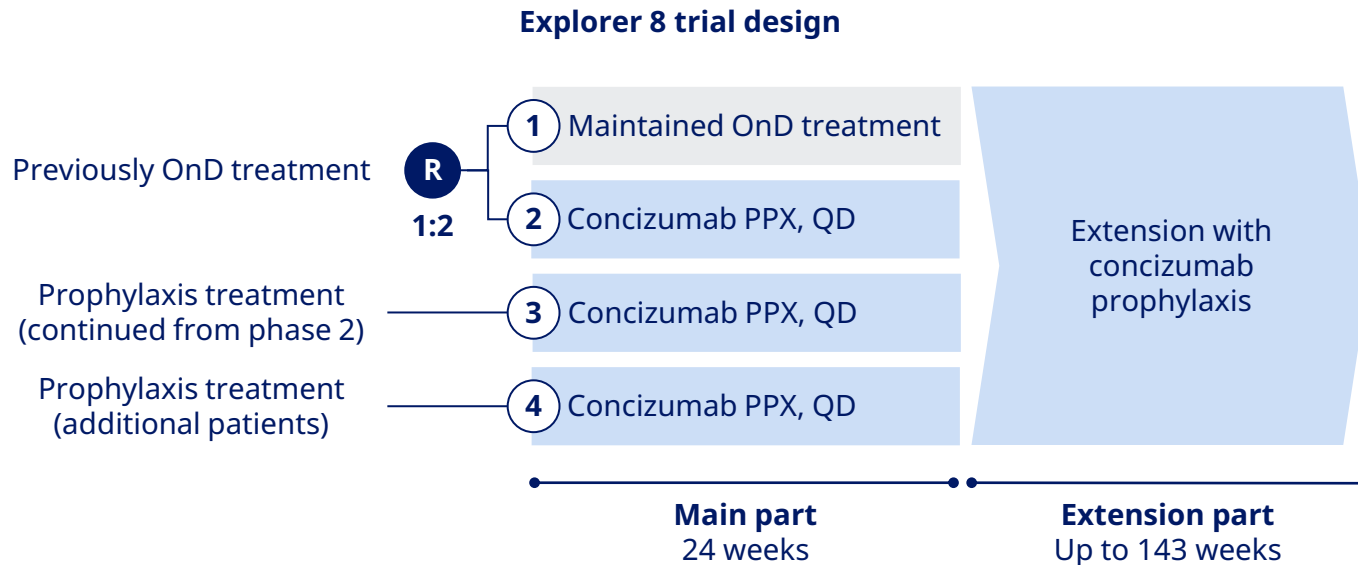 Explorer 8 trial design
Previously OnD treatment
R
1:2
1
Maintained OnD treatment
2
Concizumab PPX, QD
Prophylaxis treatment
(continued from phase 2)
3
Concizumab PPX, QD
Prophylaxis treatment
(additional patients)
4
Concizumab PPX, QD
Extension with
concizumab
prophylaxis
Main part
24 weeks
Extension part
Up to 143 weeks